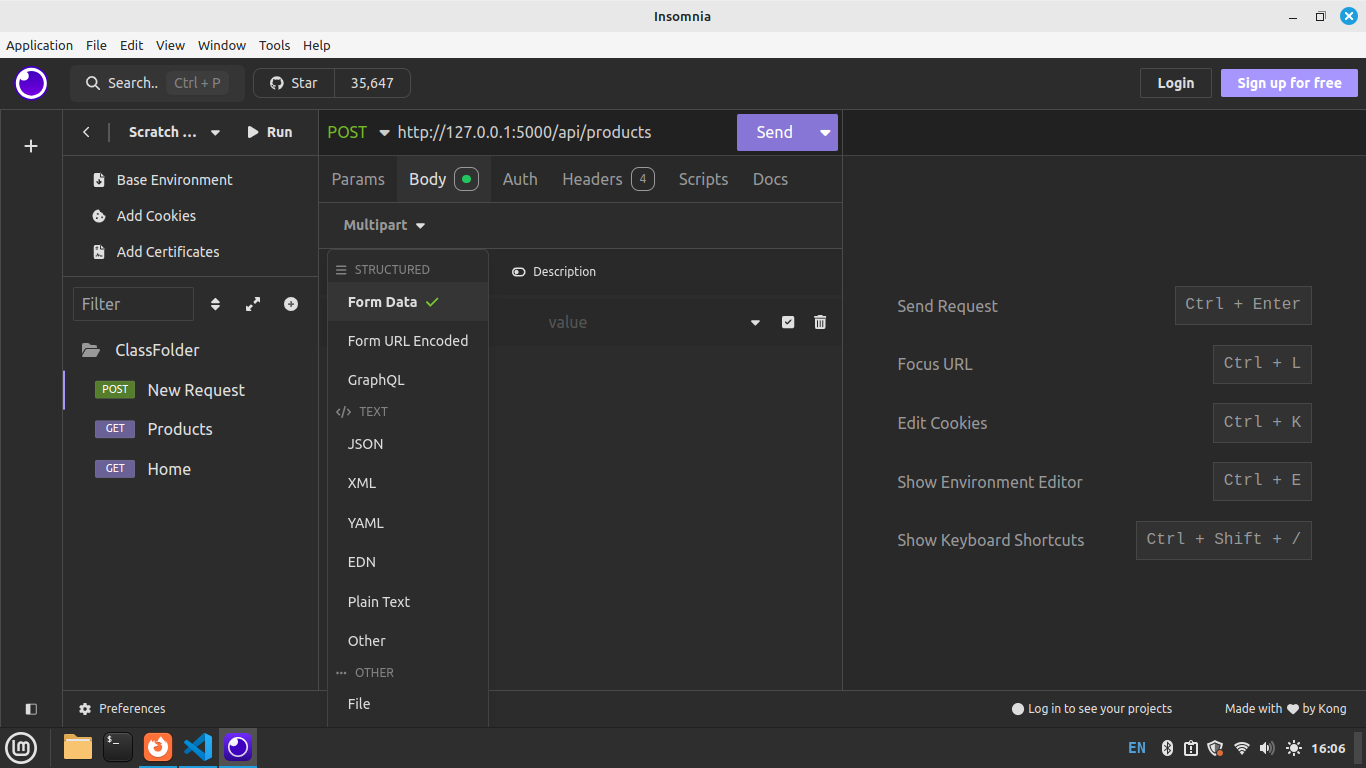 Insomnia
Application File Edit View Window Tools Help
Search.. Ctrl + P Star 35,647 Login Sign up for free
Scratch ... Run
Base Environment
Add Cookies
Add Certificates
Filter
ClassFolder
POST New Request
GET Products
GET Home
POST http://127.0.0.1:5000/api/products Send
Params Body Auth Headers 4 Scripts Docs
Multipart
STRUCTURED
Form Data
Form URL Encoded
GraphQL
TEXT
JSON
XML
YAML
EDN
Plain Text
Other
OTHER
File
Description
value
Send Request Ctrl + Enter
Focus URL Ctrl + L
Edit Cookies Ctrl + K
Show Environment Editor Ctrl + E
Show Keyboard Shortcuts Ctrl + Shift + /
Preferences
Log in to see your projects Made with by Kong
EN 16:06